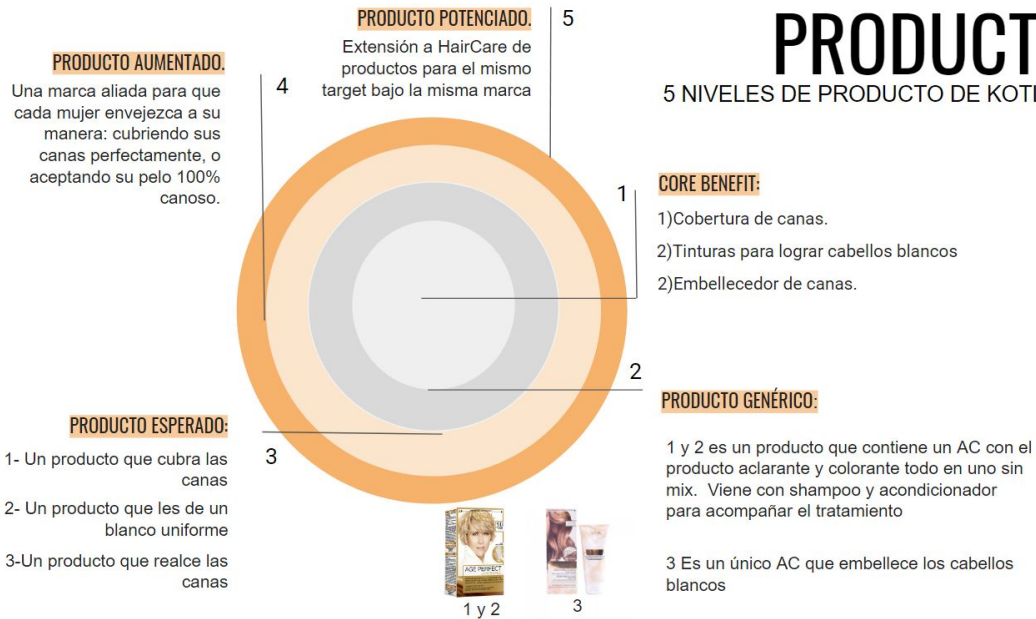 PRODUCTO POTENCIADO.
5
Extensión a HairCare de
productos para el mismo
target bajo la misma marca
PRODUCT
5 NIVELES DE PRODUCTO DE
PRODUCTO AUMENTADO.
4
Una marca aliada para que
cada mujer envejezca a su
manera: cubriendo sus
canas perfectamente, o
aceptando su pelo 100%
canoso.
1
CORE BENEFIT:
1)Cobertura de canas.
2)Tinturas para lograr cabellos blancos
2)Embellecedor de canas.
2
PRODUCTO GENÉRICO:
1 y 2 es un producto que contiene un AC con el
producto aclarante y colorante todo en uno sin
mix. Viene con shampoo y acondicionador
para acompañar el tratamiento
3 Es un único AC que embellece los cabellos
blancos
PRODUCTO ESPERADO:
3
1- Un producto que cubra las
canas
2- Un producto que les de un
blanco uniforme
3-Un producto que realce las
canas
AGE PERFECT
1 y 2
3